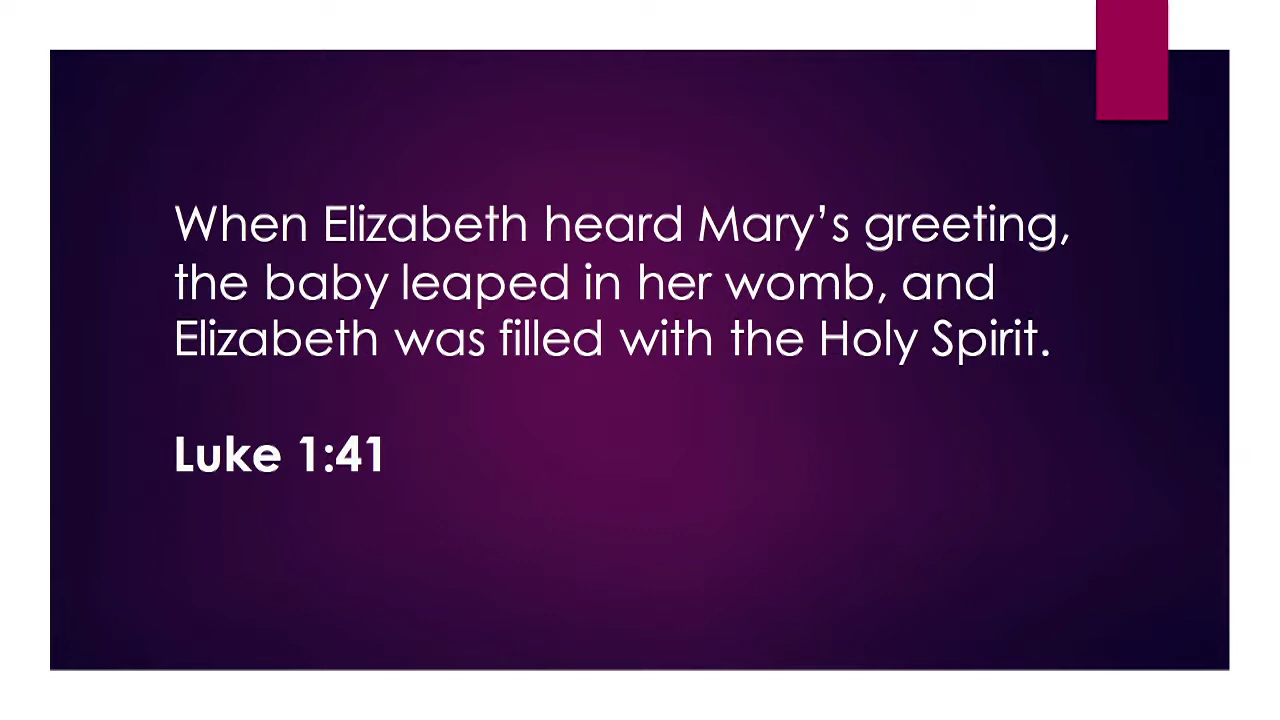 When Elizabeth heard Mary’s greeting,
the baby leaped in her womb, and
Elizabeth was filled with the Holy Spirit.
Luke 1:41